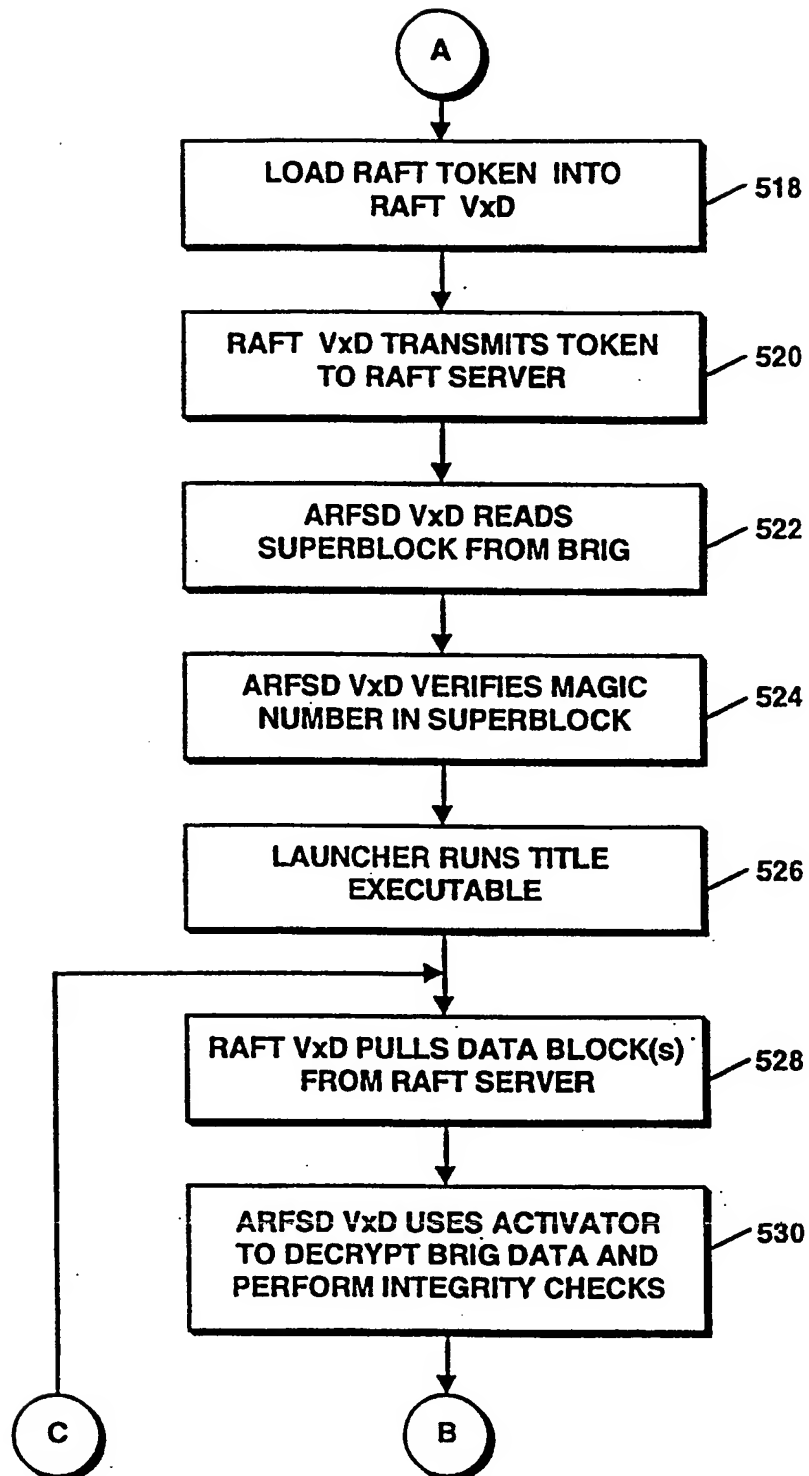 A
LOAD RAFT TOKEN INTO
RAFT VxD
518
RAFT VxD TRANSMITS TOKEN
TO RAFT SERVER
520
ARFSD VxD READS
SUPERBLOCK FROM BRIG
522
ARFSD VxD VERIFIES MAGIC
NUMBER IN SUPERBLOCK
524
LAUNCHER RUNS TITLE
EXECUTABLE
526
RAFT VxD PULLS DATA BLOCK(s)
FROM RAFT SERVER
528
ARFSD VxD USES ACTIVATOR
TO DECRYPT BRIG DATA AND
PERFORM INTEGRITY CHECKS
530
C
B